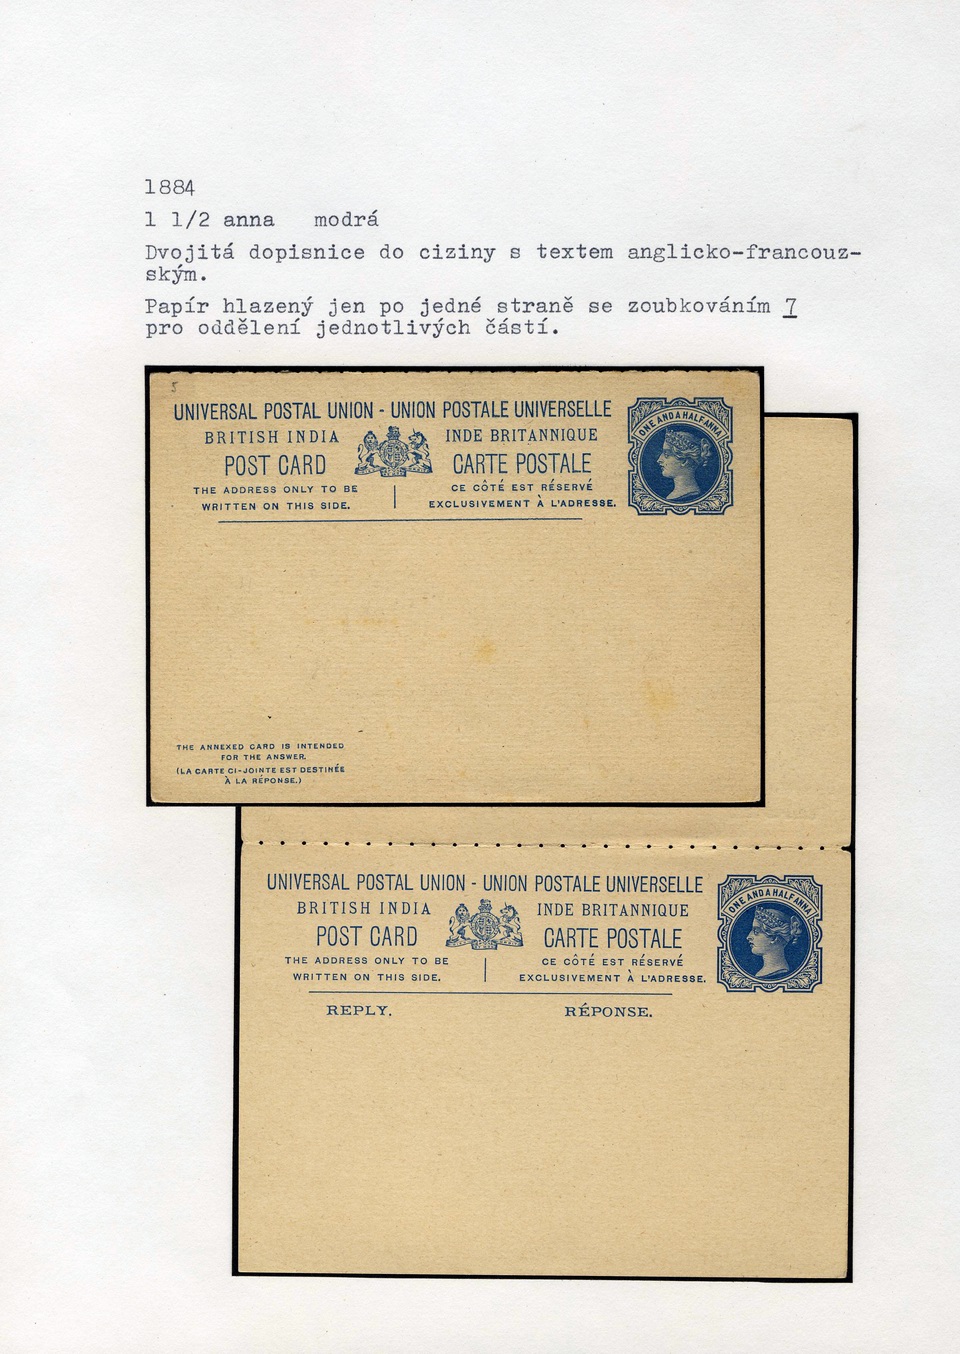 1884
1 1/2 anna modrá
Dvojitá dopisnice do ciziny s textem anglicko-francouz-
ským.
Papír hlazený jen po jedné straně se zoubkováním 7
pro oddělení jednotlivých částí.
5
UNIVERSAL POSTAL UNION - UNION POSTALE UNIVERSELLE
BRITISH INDIA INDE BRITANNIQUE
POST CARD CARTE POSTALE
THE ADDRESS ONLY TO BE CE CÔTÉ EST RÉSERVÉ
WRITTEN ON THIS SIDE. EXCLUSIVEMENT À L'ADRESSE.
ONE AND A HALF ANNA
THE ANNEXED CARD IS INTENDED
FOR THE ANSWER.
(LA CARTE CI-JOINTE EST DESTINÉE
À LA RÉPONSE.)
UNIVERSAL POSTAL UNION - UNION POSTALE UNIVERSELLE
BRITISH INDIA INDE BRITANNIQUE
POST CARD CARTE POSTALE
THE ADDRESS ONLY TO BE CE CÔTÉ EST RÉSERVÉ
WRITTEN ON THIS SIDE. EXCLUSIVEMENT À L'ADRESSE.
ONE AND A HALF ANNA
REPLY. RÉPONSE.